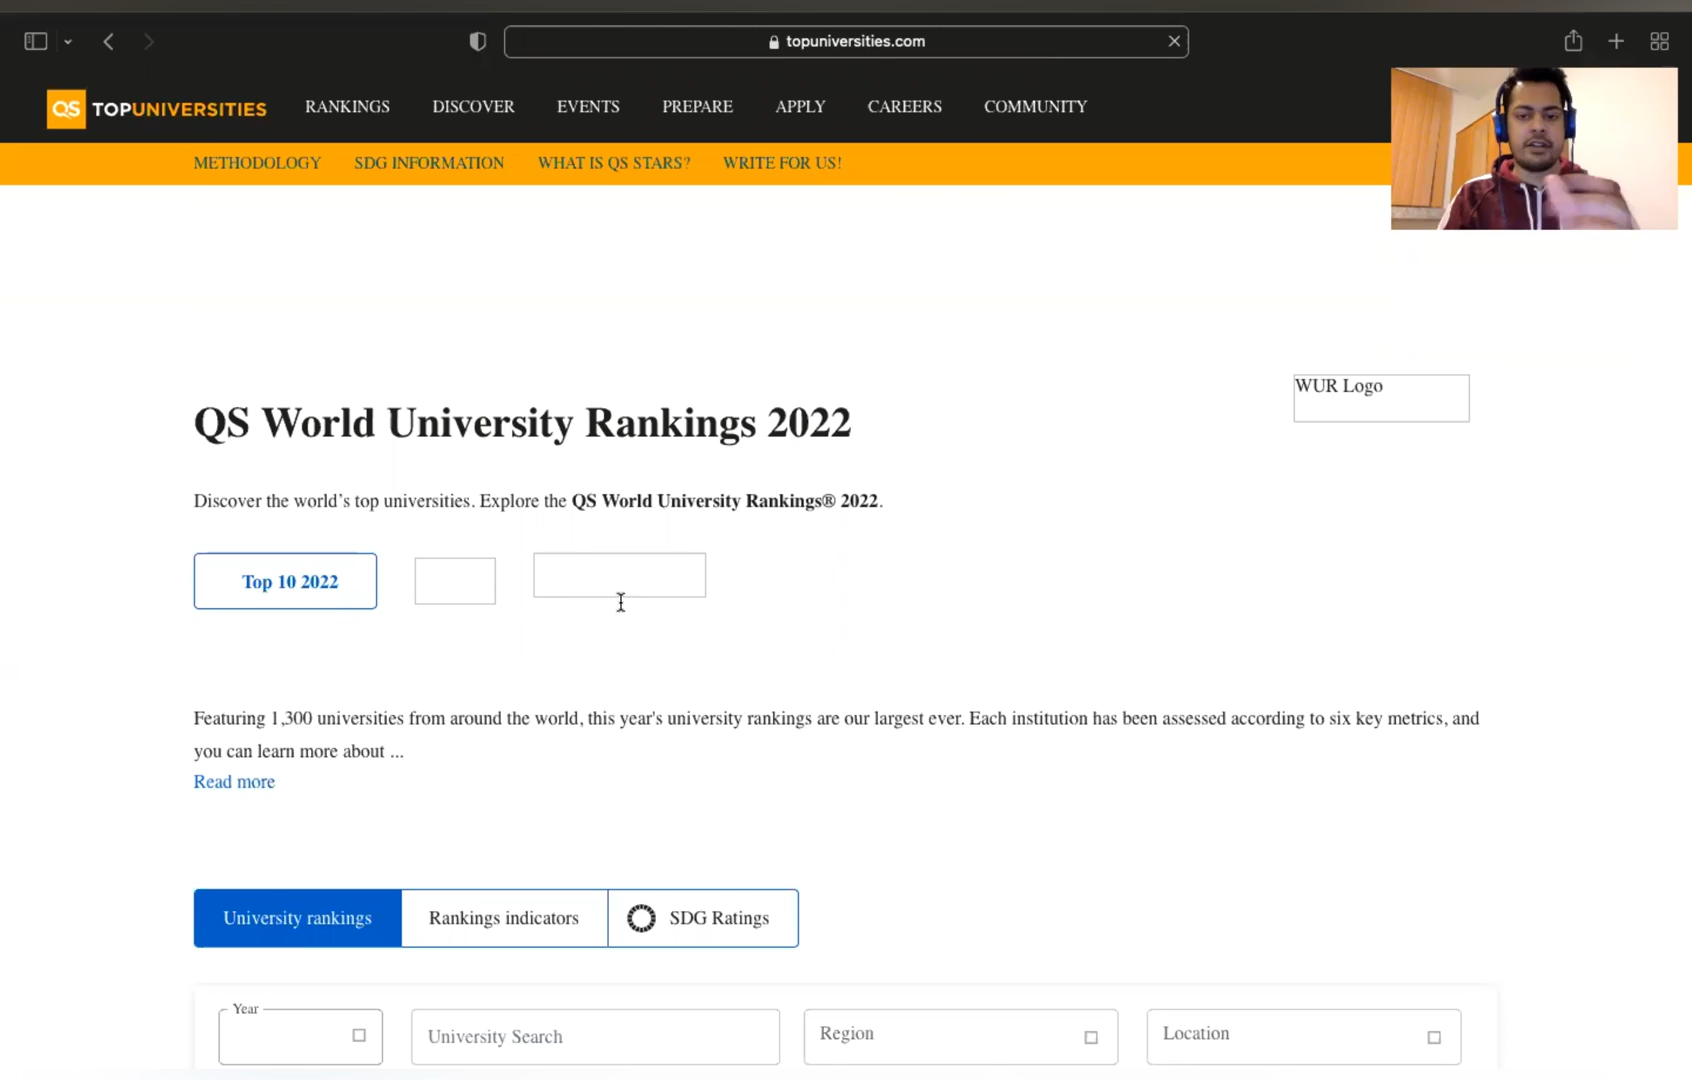 topuniversities.com
QS TOPUNIVERSITIES RANKINGS DISCOVER EVENTS PREPARE APPLY CAREERS COMMUNITY
METHODOLOGY SDG INFORMATION WHAT IS QS STARS? WRITE FOR US!
WUR Logo
QS World University Rankings 2022
Discover the world’s top universities. Explore the QS World University Rankings® 2022.
Top 10 2022
Featuring 1,300 universities from around the world, this year's university rankings are our largest ever. Each institution has been assessed according to six key metrics, and
you can learn more about ...
Read more
University rankings Rankings indicators SDG Ratings
Year
University Search Region Location